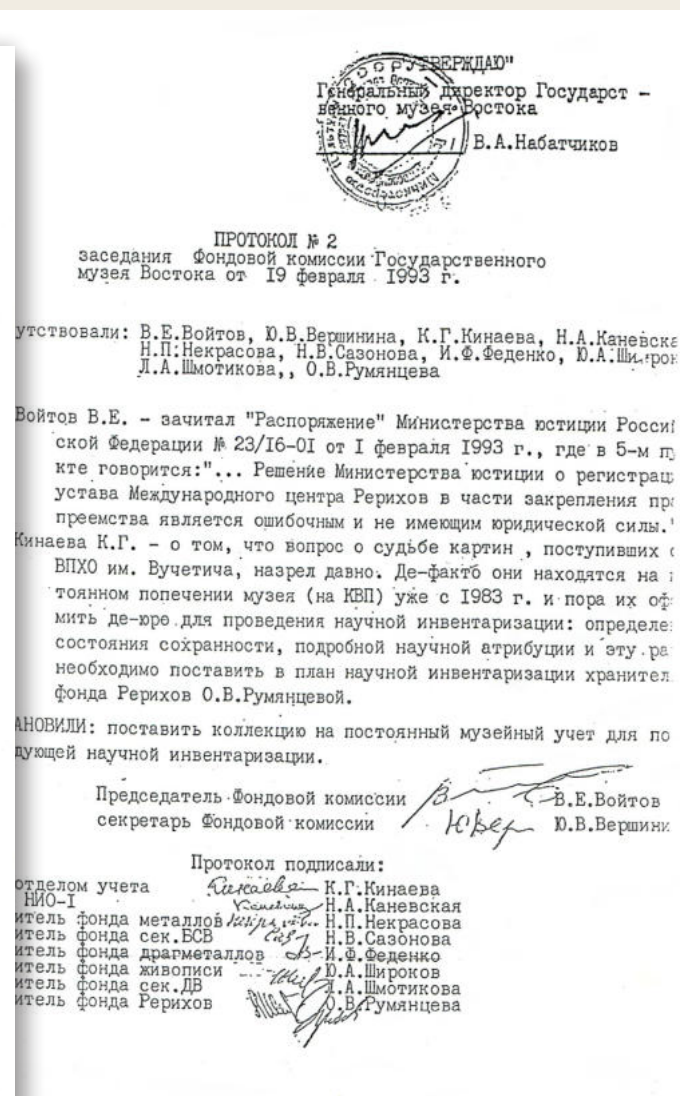 "УТВЕРЖДАЮ"
Генеральный директор Государст -
венного музея Востока
В.А.Набатчиков
ПРОТОКОЛ № 2
заседания Фондовой комиссии Государственного
музея Востока от 19 февраля 1993 г.
утствовали: В.Е.Войтов, Ю.В.Вершинина, К.Г.Кинаева, Н.А.Каневска
Н.П.Некрасова, Н.В.Сазонова, И.Ф.Феденко, Ю.А.Широк
Л.А.Шмотикова,, О.В.Румянцева
Войтов В.Е. – зачитал "Распоряжение" Министерства юстиции Россий
ской Федерации № 23/16-01 от 1 февраля 1993 г., где в 5-м пу
кте говорится:"... Решение Министерства юстиции о регистрац
устава Международного центра Рерихов в части закрепления пра
преемства является ошибочным и не имеющим юридической силы."
Кинаева К.Г. – о том, что вопрос о судьбе картин , поступивших о
ВПХО им. Вучетича, назрел давно. Де-факто они находятся на п
тоянном попечении музея (на КВП) уже с 1983 г. и пора их оф
мить де-юре для проведения научной инвентаризации: определе
состояния сохранности, подробной научной атрибуции и эту ра
необходимо поставить в план научной инвентаризации хранител
фонда Рерихов О.В.Румянцевой.
АНОВИЛИ: поставить коллекцию на постоянный музейный учет для по
дующей научной инвентаризации.
Председатель Фондовой комиссии В.Е.Войтов
секретарь Фондовой комиссии Ю.В.Вершини
Протокол подписали:
отделом учета К.Г.Кинаева
НИО-1 Н.А.Каневская
итель фонда металлов Н.П.Некрасова
итель фонда сек.БСВ Н.В.Сазонова
итель фонда драгметаллов И.Ф.Феденко
итель фонда живописи Ю.А.Широков
итель фонда сек.ДВ Л.А.Шмотикова
итель фонда Рерихов О.В.Румянцева